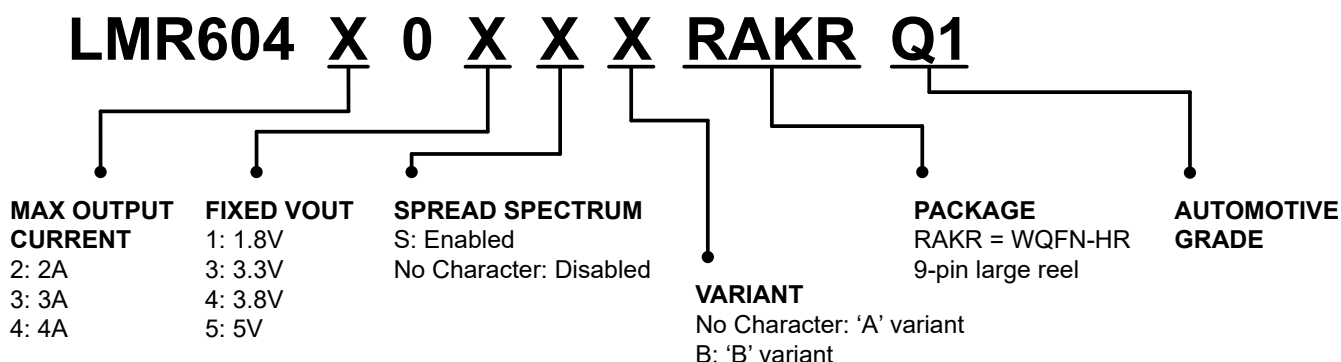 LMR604 X 0 X X X RAKR Q1
MAX OUTPUT
CURRENT
2: 2A
3: 3A
4: 4A
FIXED VOUT
1: 1.8V
3: 3.3V
4: 3.8V
5: 5V
SPREAD SPECTRUM
S: Enabled
No Character: Disabled
VARIANT
No Character: ‘A’ variant
B: ‘B’ variant
PACKAGE
RAKR = WQFN-HR
9-pin large reel
AUTOMOTIVE
GRADE